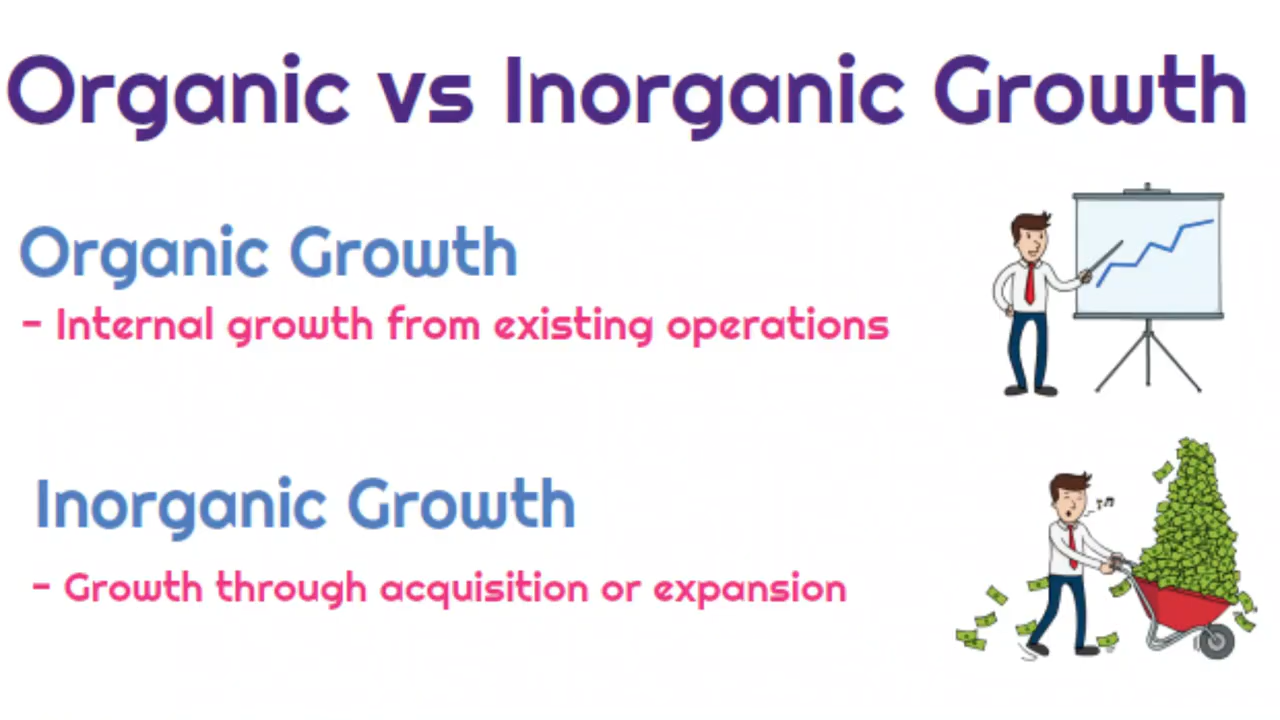 Organic vs Inorganic Growth
Organic Growth
- Internal growth from existing operations
Inorganic Growth
- Growth through acquisition or expansion